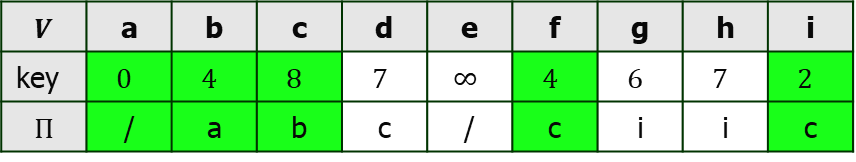 V a b c d e f g h i
key 0 4 8 7 ∞ 4 6 7 2
Π / a b c / c i i c